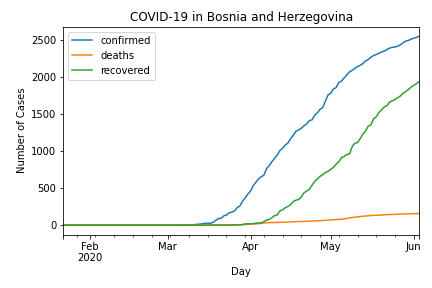 COVID-19 in Bosnia and Herzegovina
confirmed
deaths
recovered
Number of Cases
2500
2000
1500
1000
500
0
Feb
2020
Mar
Apr
May
Jun
Day